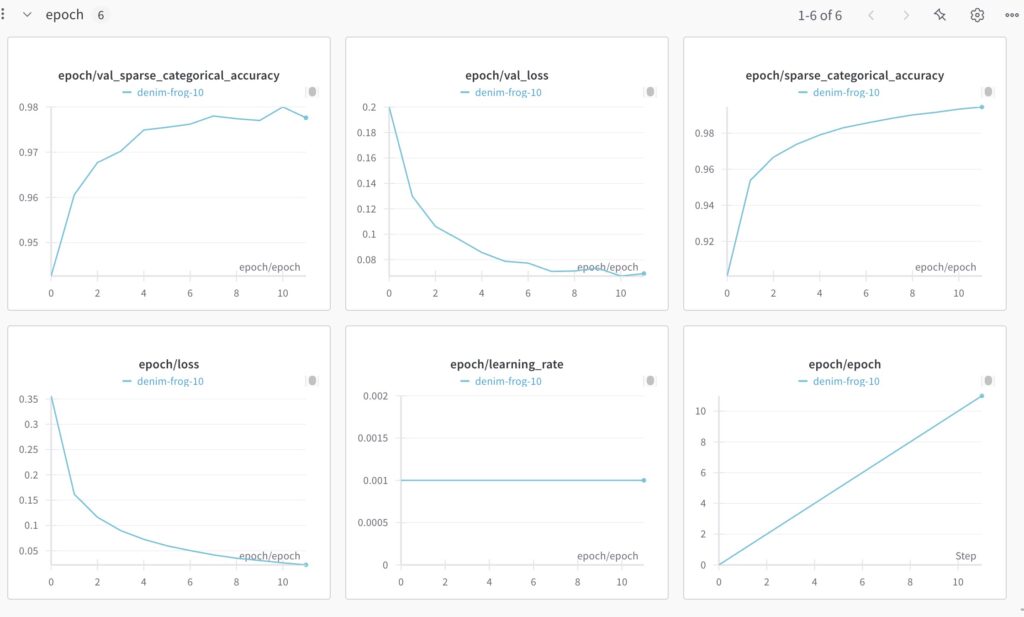 epoch 6
1-6 of 6
epoch/val_sparse_categorical_accuracy
denim-frog-10
0.98
0.97
0.96
0.95
epoch/epoch
0 2 4 6 8 10
epoch/val_loss
denim-frog-10
0.2
0.18
0.16
0.14
0.12
0.1
0.08
epoch/epoch
0 2 4 6 8 10
epoch/sparse_categorical_accuracy
denim-frog-10
0.98
0.96
0.94
0.92
epoch/epoch
0 2 4 6 8 10
epoch/loss
denim-frog-10
0.35
0.3
0.25
0.2
0.15
0.1
0.05
epoch/epoch
0 2 4 6 8 10
epoch/learning_rate
denim-frog-10
0.002
0.0015
0.001
0.0005
0
epoch/epoch
0 2 4 6 8 10
epoch/epoch
denim-frog-10
10
8
6
4
2
0
Step
0 2 4 6 8 10